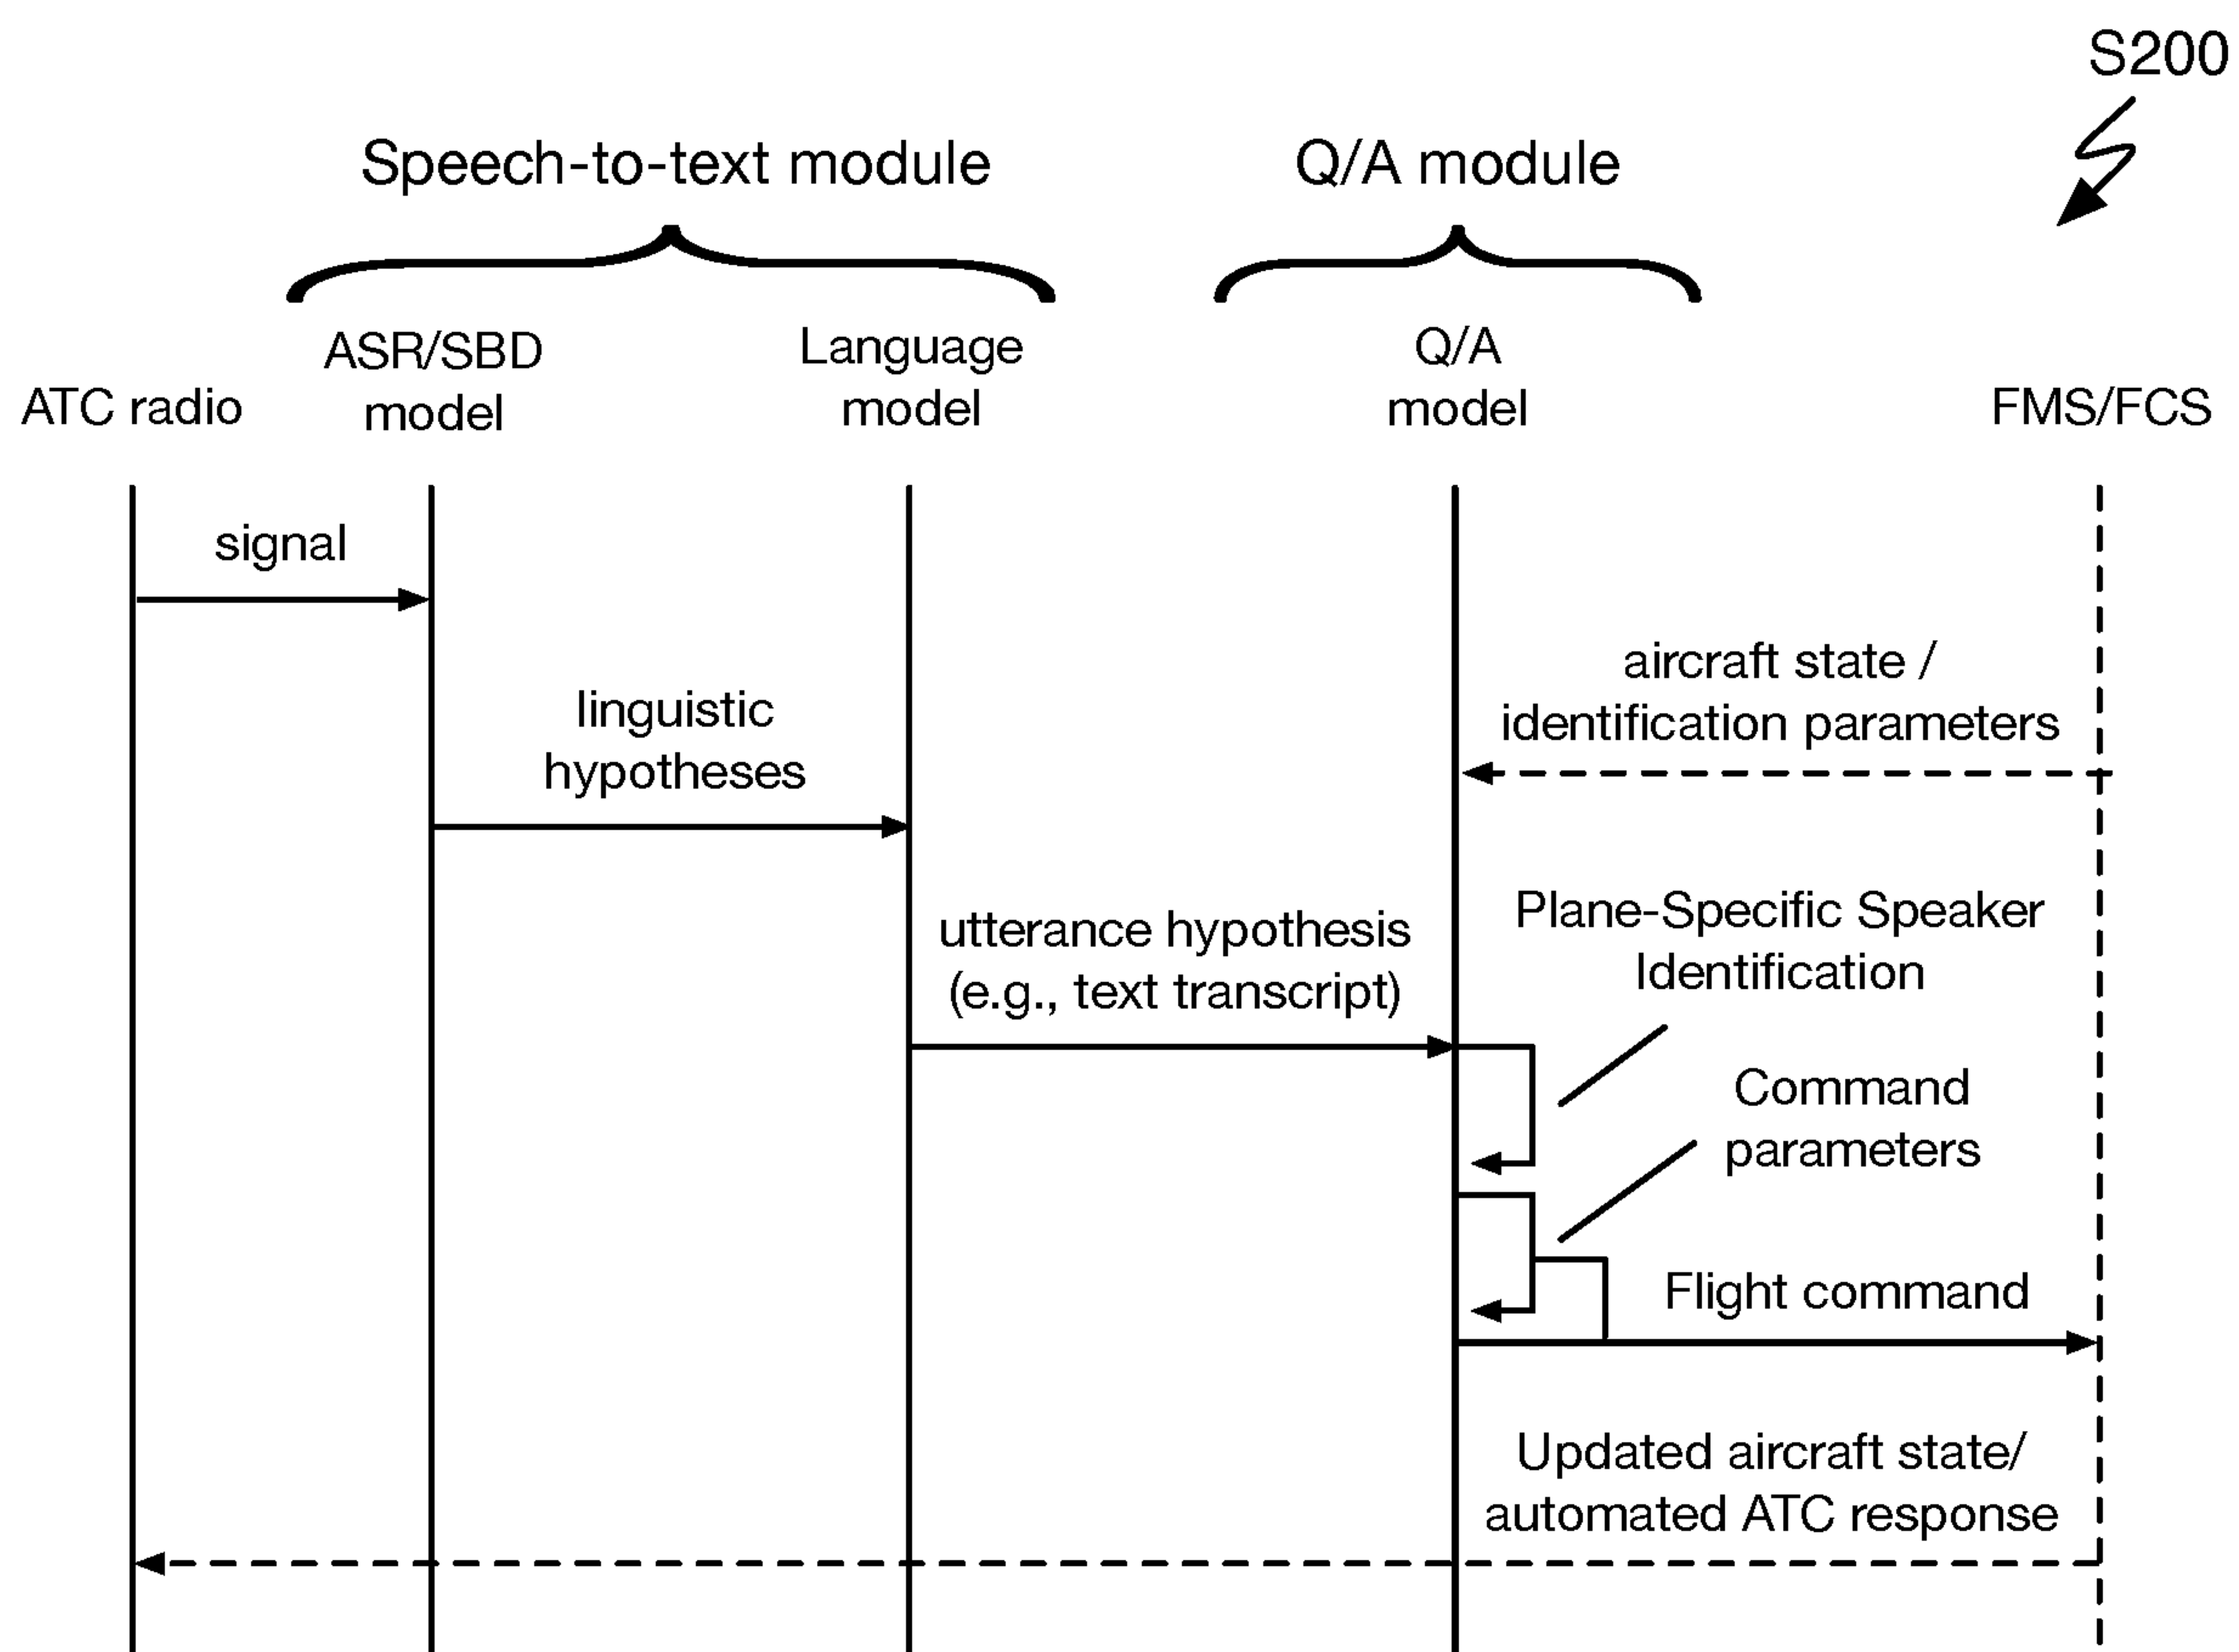 S200
Speech-to-text module
Q/A module
ATC radio
ASR/SBD
model
Language
model
Q/A
model
FMS/FCS
signal
aircraft state /
identification parameters
linguistic
hypotheses
Plane-Specific Speaker
Identification
utterance hypothesis
(e.g., text transcript)
Command
parameters
Flight command
Updated aircraft state/
automated ATC response